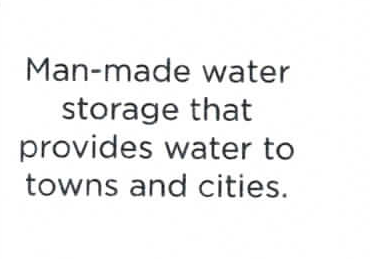 Man-made water
storage that
provides water to
towns and cities.